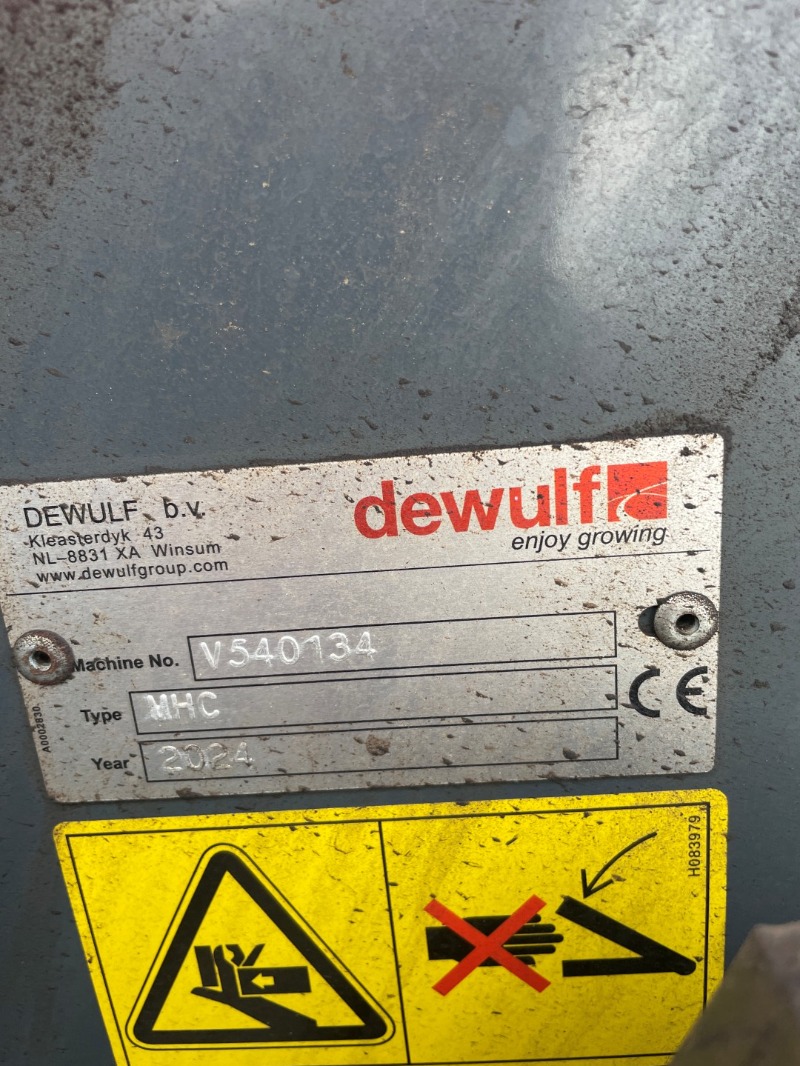 DEWULF b.v.
Kleasterdyk 43
NL-8831 XA Winsum
www.dewulfgroup.com
dewulf
enjoy growing
Machine No. V540134
Type MHC
Year 2024
CE
A0002830
H083979